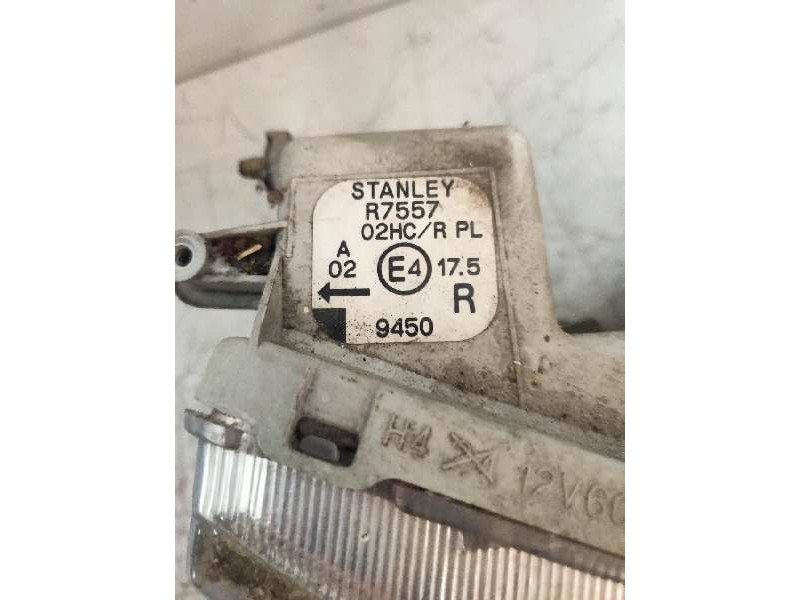 STANLEY
R7557
02HC/R PL
A
02 E4 17.5
R
9450
H4 12V60